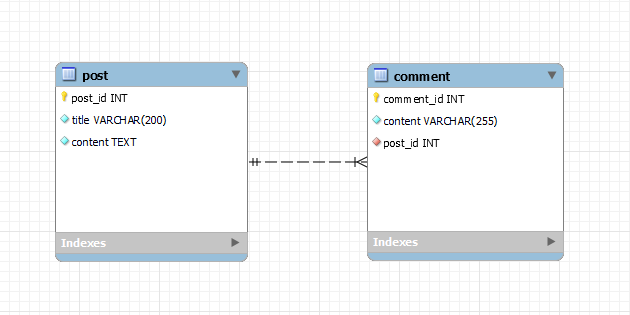 post
post_id INT
title VARCHAR(200)
content TEXT
Indexes
comment
comment_id INT
content VARCHAR(255)
post_id INT
Indexes